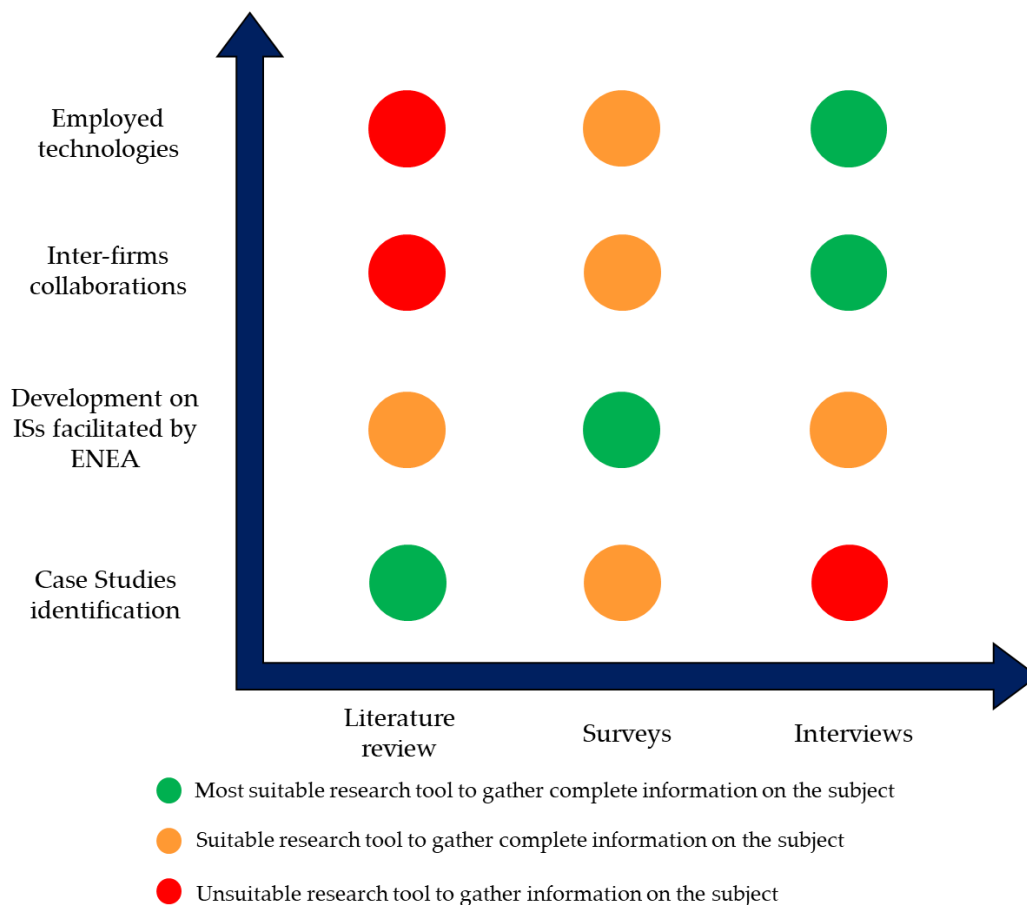 Employed
technologies
Inter-firms
collaborations
Development on
ISs facilitated by
ENEA
Case Studies
identification
Literature
review
Surveys
Interviews
Most suitable research tool to gather complete information on the subject
Suitable research tool to gather complete information on the subject
Unsuitable research tool to gather information on the subject